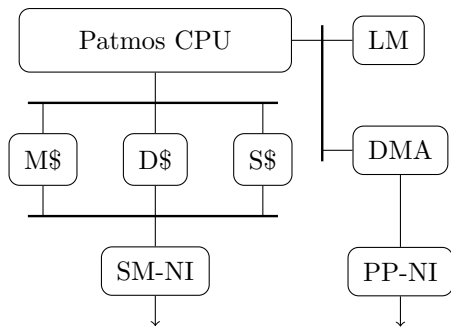 Patmos CPU
LM
M$
D$
S$
DMA
SM-NI
PP-NI